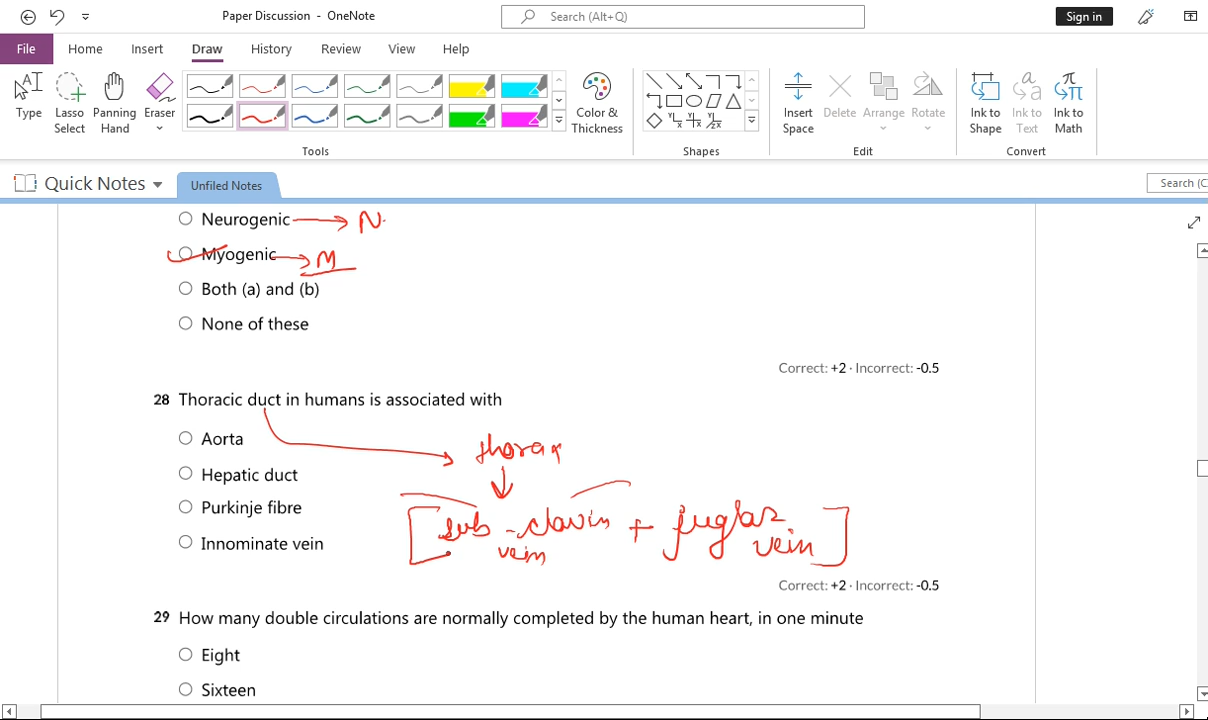 Paper Discussion - OneNote
Search (Alt+Q)
Sign in
File Home Insert Draw History Review View Help
Type
Lasso Select
Panning Hand
Eraser
Color & Thickness
Insert Space
Delete
Arrange
Rotate
Ink to Shape
Ink to Text
Ink to Math
Tools
Shapes
Edit
Convert
Quick Notes
Unfiled Notes
Search (C
Neurogenic → N
Myogenic → M
Both (a) and (b)
None of these
Correct: +2 · Incorrect: -0.5
28 Thoracic duct in humans is associated with
Aorta
thorax
Hepatic duct
Purkinje fibre
[sub-clavin vein + juglar vein]
Innominate vein
Correct: +2 · Incorrect: -0.5
29 How many double circulations are normally completed by the human heart, in one minute
Eight
Sixteen